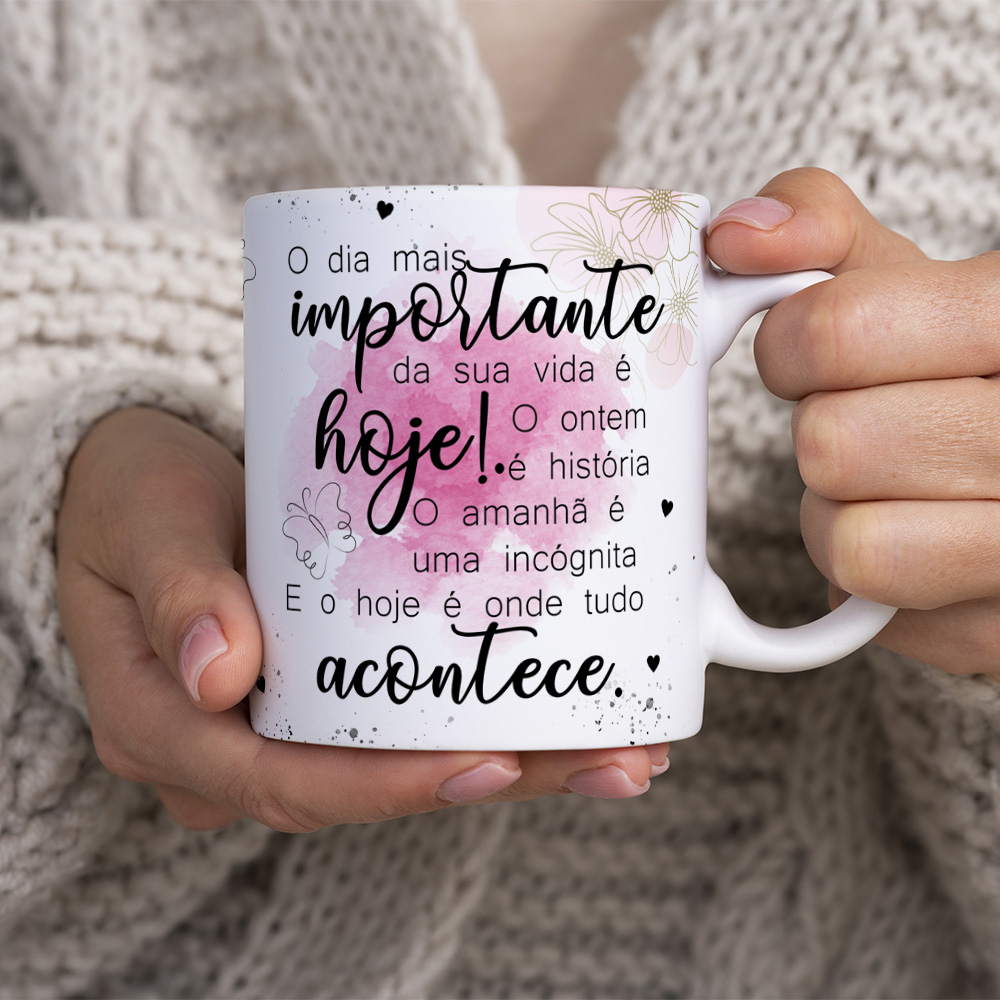 O dia mais
importante
da sua vida é
hoje!. O ontem
é história
O amanhã é
uma incógnita
E o hoje é onde tudo
acontece.